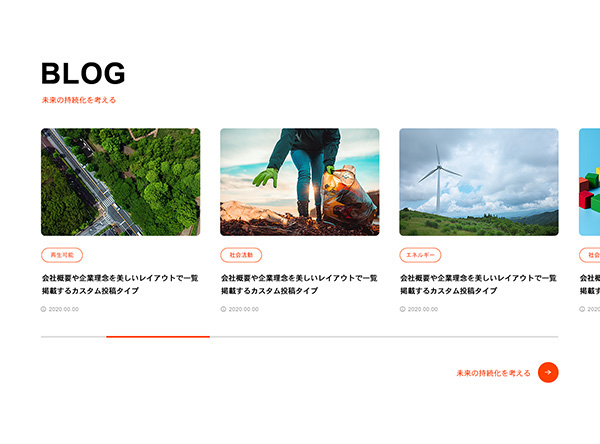 BLOG
未来の持続化を考える
再生可能
会社概要や企業理念を美しいレイアウトで一覧
掲載するカスタム投稿タイプ
2020.00.00
社会活動
会社概要や企業理念を美しいレイアウトで一覧
掲載するカスタム投稿タイプ
2020.00.00
エネルギー
会社概要や企業理念を美しいレイアウトで一覧
掲載するカスタム投稿タイプ
2020.00.00
社会
会社
掲載
2020
未来の持続化を考える